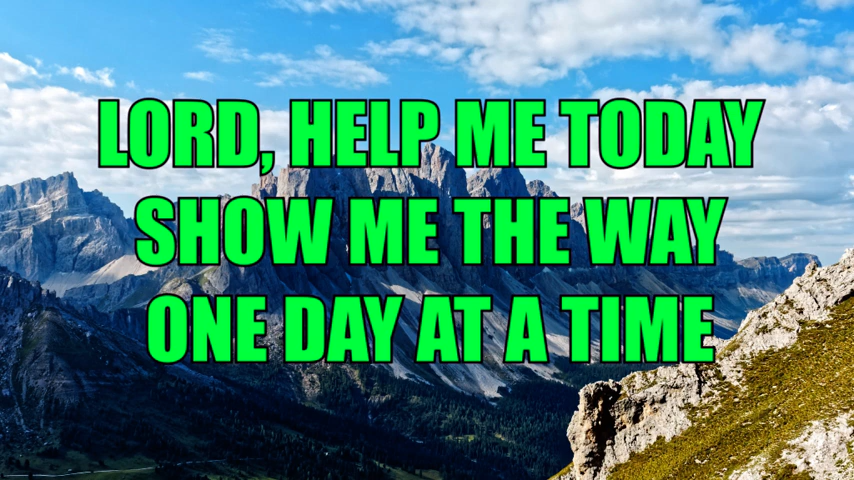 LORD, HELP ME TODAY
SHOW ME THE WAY
ONE DAY AT A TIME